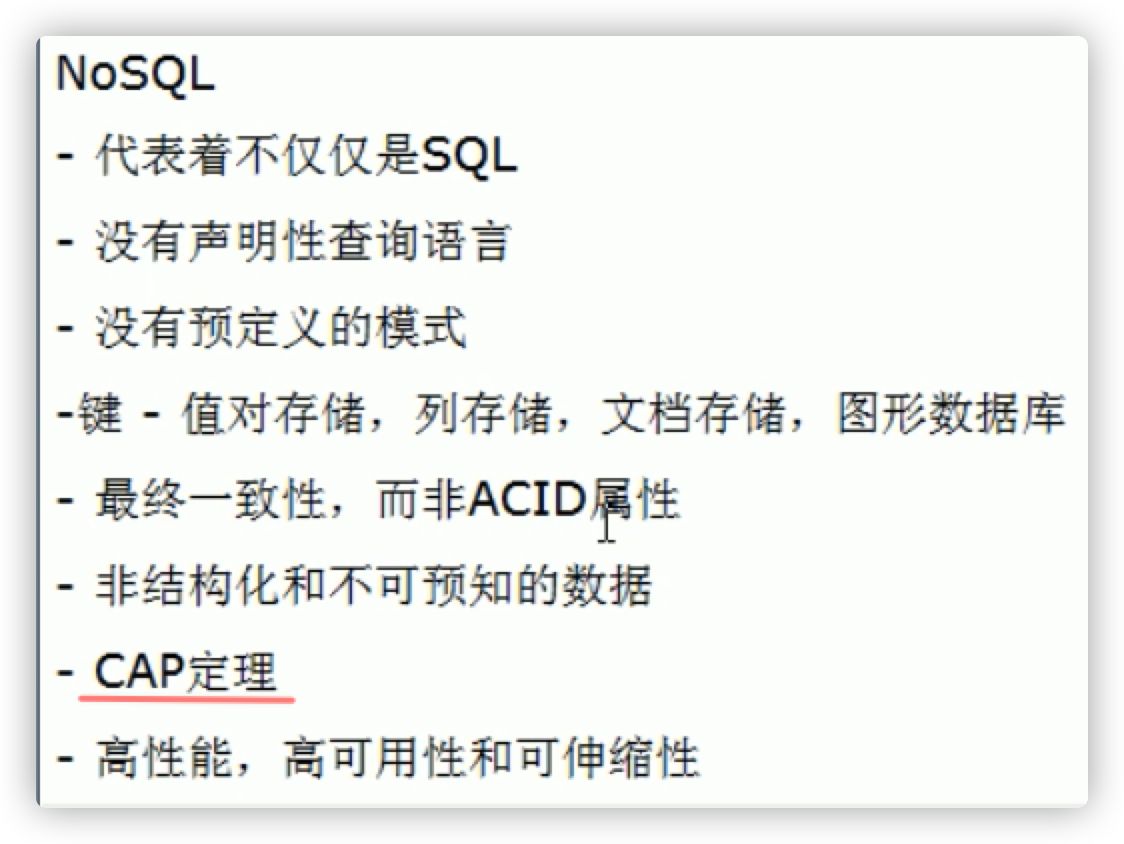 NoSQL
- 代表着不仅仅是SQL
- 没有声明性查询语言
- 没有预定义的模式
-键 - 值对存储，列存储，文档存储，图形数据库
- 最终一致性，而非ACID属性
- 非结构化和不可预知的数据
- CAP定理
- 高性能，高可用性和可伸缩性